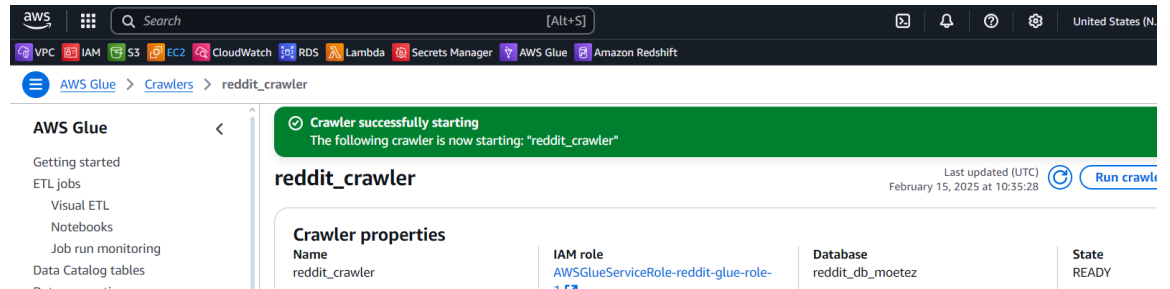 aws
Search
[Alt+S]
United States (N.
VPC IAM S3 EC2 CloudWatch RDS Lambda Secrets Manager AWS Glue Amazon Redshift
AWS Glue > Crawlers > reddit_crawler
AWS Glue
Getting started
ETL jobs
Visual ETL
Notebooks
Job run monitoring
Data Catalog tables
Crawler successfully starting
The following crawler is now starting: "reddit_crawler"
reddit_crawler
Last updated (UTC)
February 15, 2025 at 10:35:28
Run crawle
Crawler properties
Name
reddit_crawler
IAM role
AWSGlueServiceRole-reddit-glue-role-
Database
reddit_db_moetez
State
READY